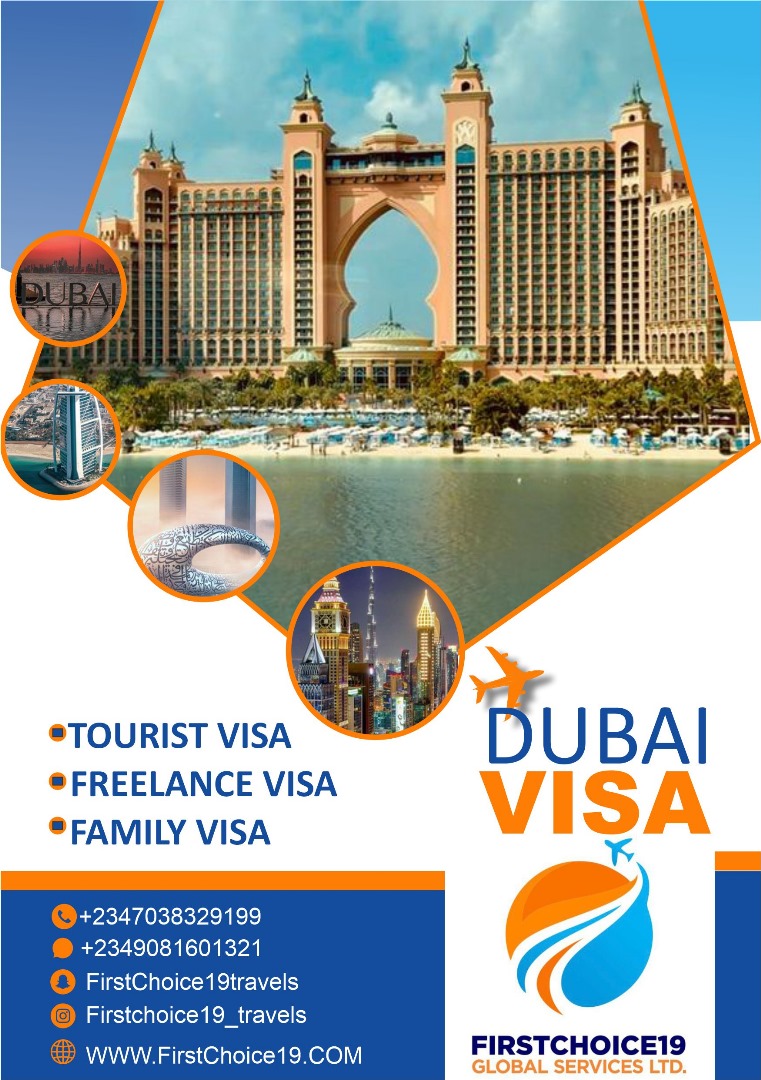 DUBAI
TOURIST VISA
FREELANCE VISA
FAMILY VISA
DUBAI
VISA
+2347038329199
+2349081601321
FirstChoice19travels
Firstchoice19_travels
WWW.FirstChoice19.COM
FIRSTCHOICE19
GLOBAL SERVICES LTD.